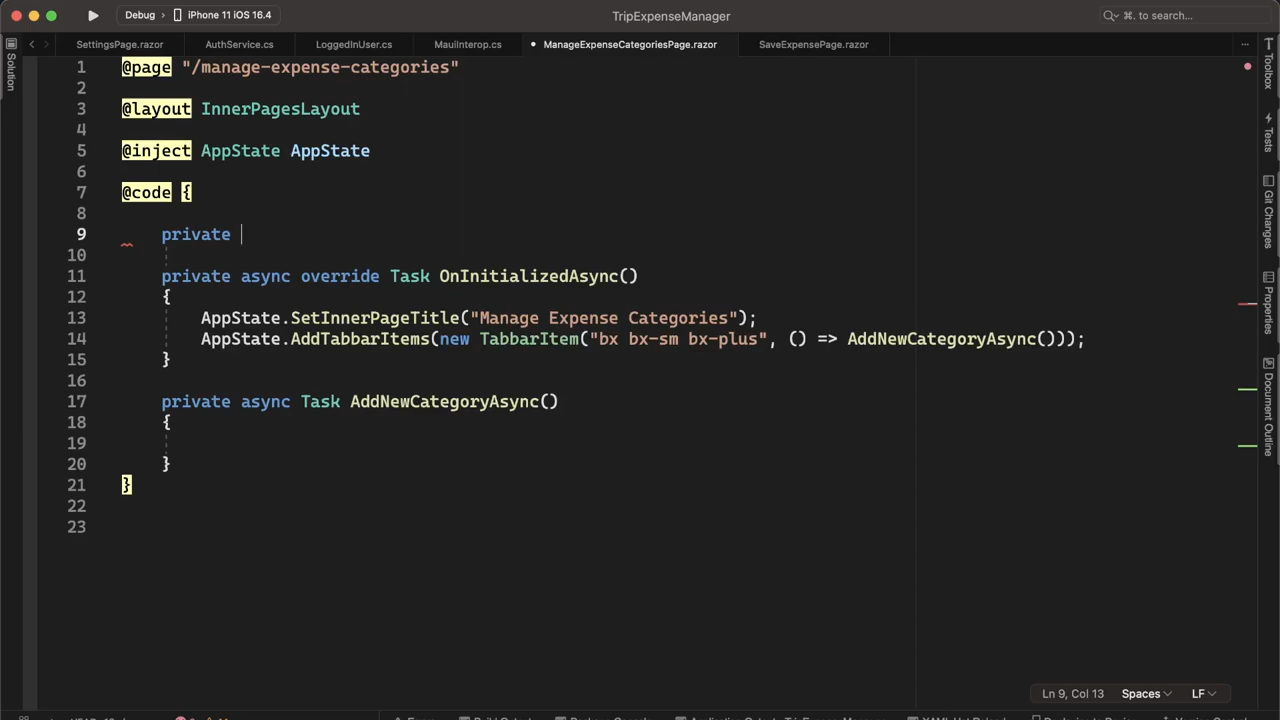 Debug › iPhone 11 iOS 16.4
TripExpenseManager
⌘. to search...
SettingsPage.razor
AuthService.cs
LoggedInUser.cs
MauiInterop.cs
ManageExpenseCategoriesPage.razor
SaveExpensePage.razor
Solution
Toolbox
Tests
Git Changes
Properties
Document Outline
1 @page "/manage-expense-categories"
2
3 @layout InnerPagesLayout
4
5 @inject AppState AppState
6
7 @code {
8
9 private
10
11 private async override Task OnInitializedAsync()
12 {
13 AppState.SetInnerPageTitle("Manage Expense Categories");
14 AppState.AddTabbarItems(new TabbarItem("bx bx-sm bx-plus", () => AddNewCategoryAsync()));
15 }
16
17 private async Task AddNewCategoryAsync()
18 {
19
20 }
21 }
22
23
Ln 9, Col 13 Spaces LF